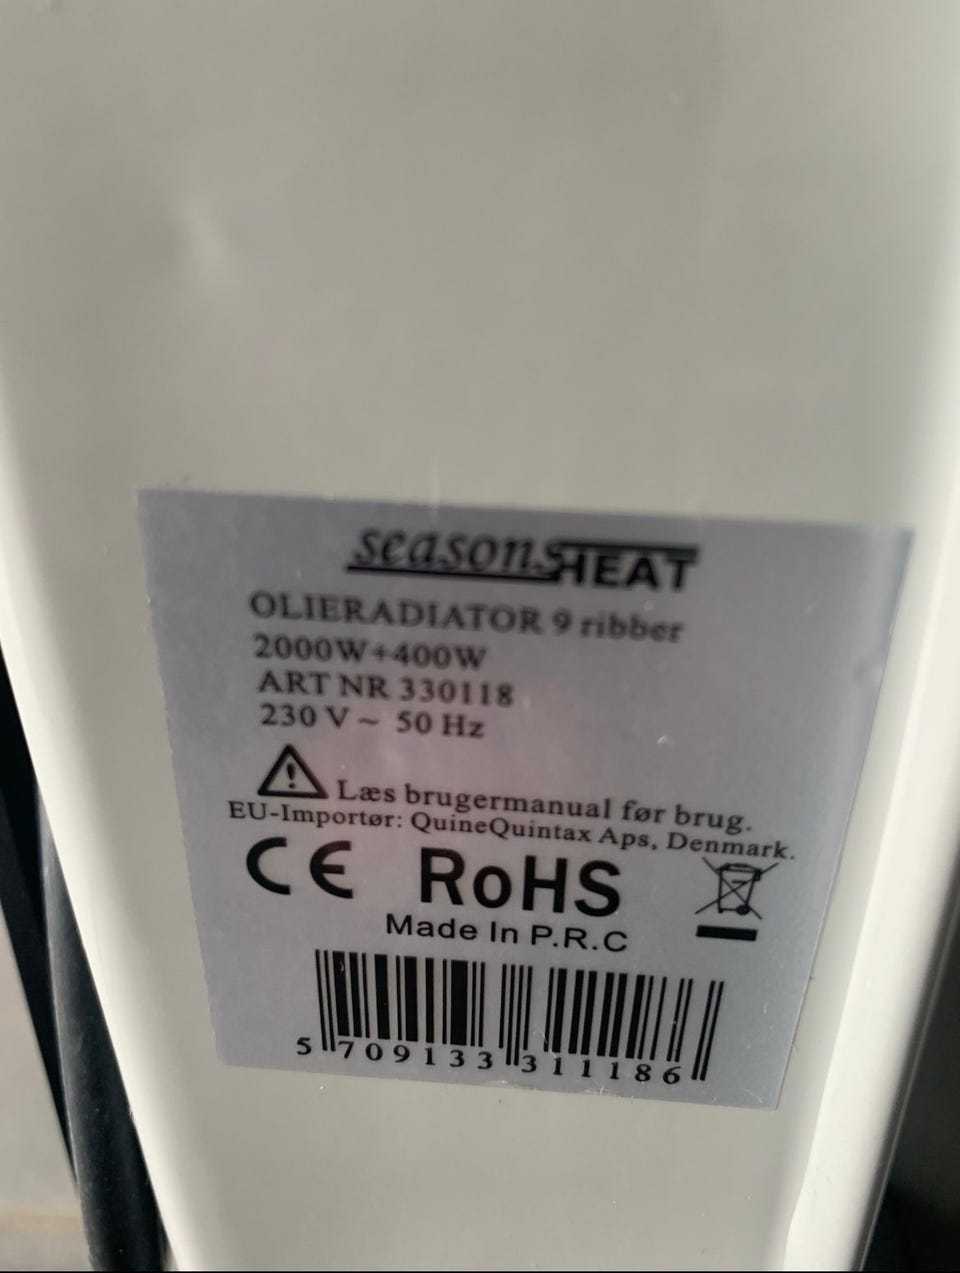 seasonsHEAT
OLIERADIATOR 9 ribber
2000W+400W
ART NR 330118
230 V ~ 50 Hz
Læs brugermanual før brug.
EU-Importør: QuineQuintax Aps, Denmark.
CE RoHS
Made In P.R.C
5 709133 311186